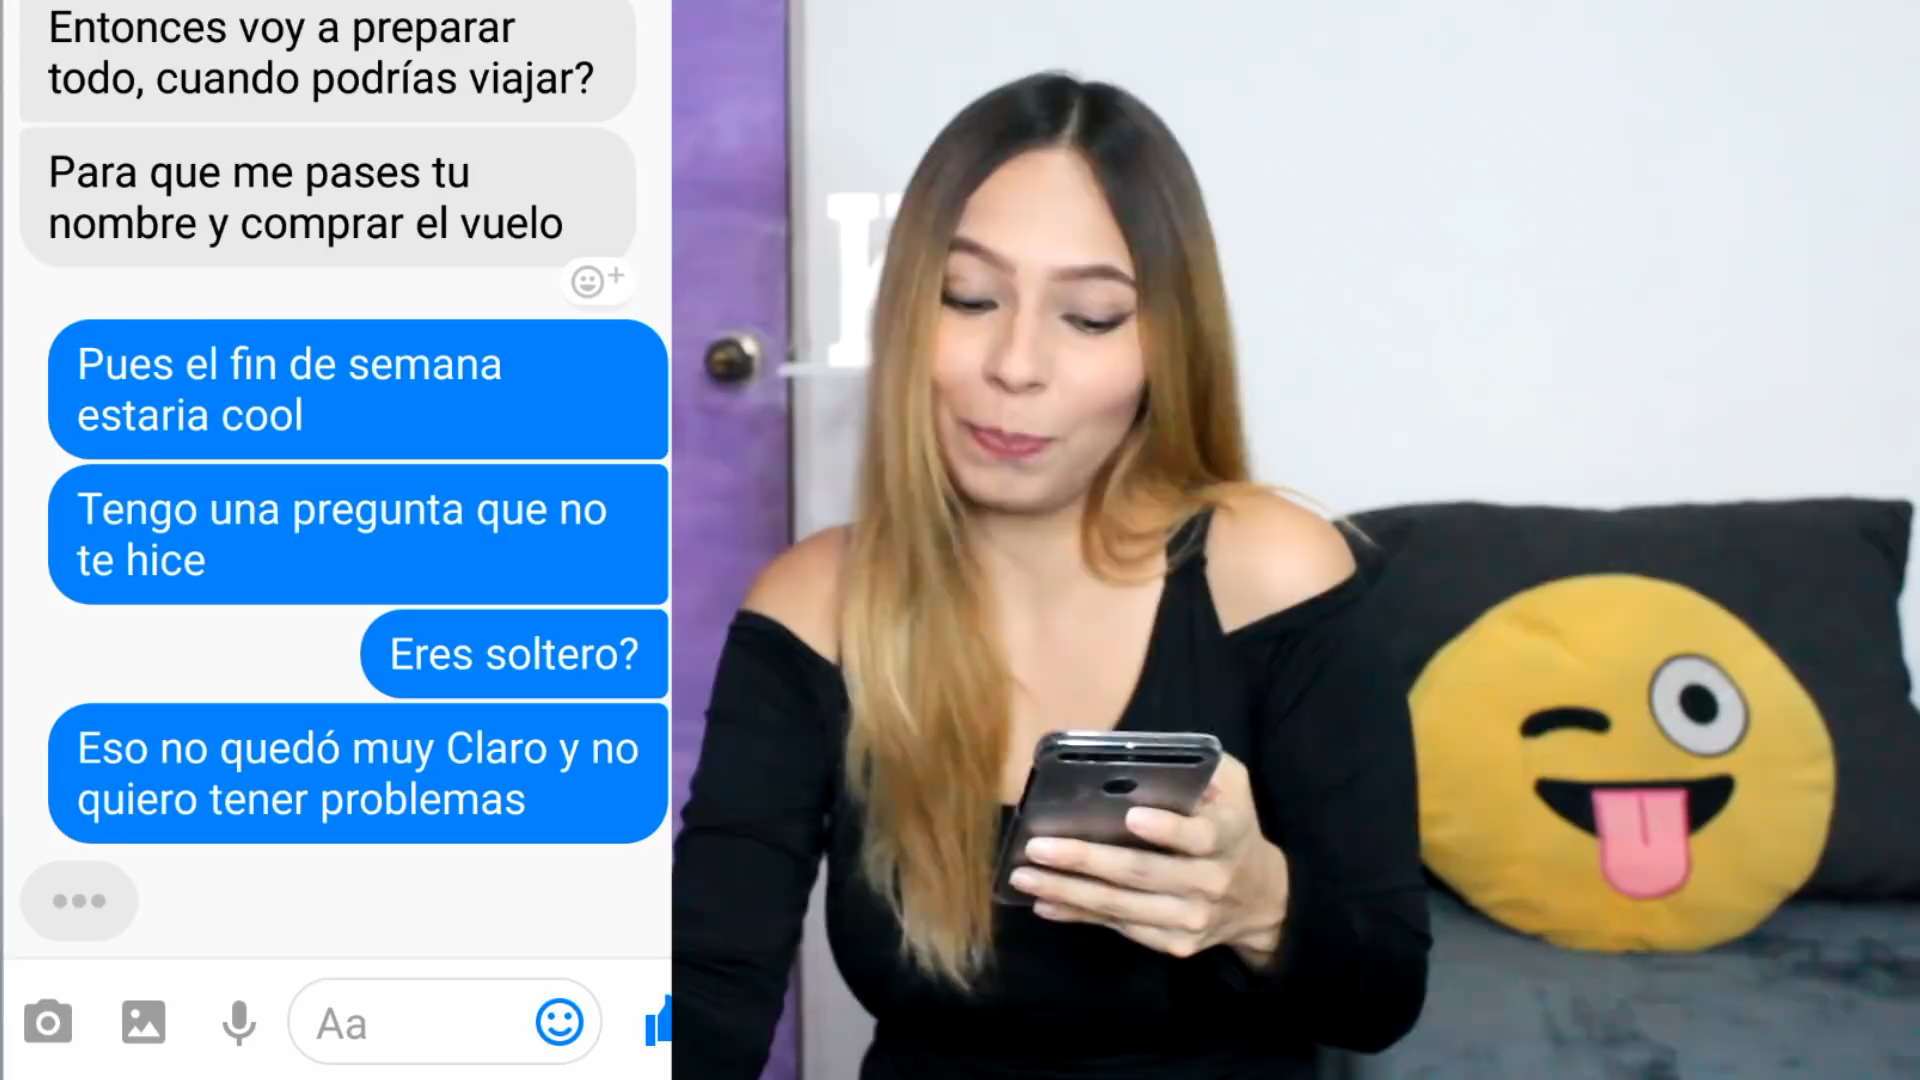 Entonces voy a preparar
todo, cuando podrías viajar?
Para que me pases tu
nombre y comprar el vuelo
Pues el fin de semana
estaria cool
Tengo una pregunta que no
te hice
Eres soltero?
Eso no quedó muy Claro y no
quiero tener problemas
Aa